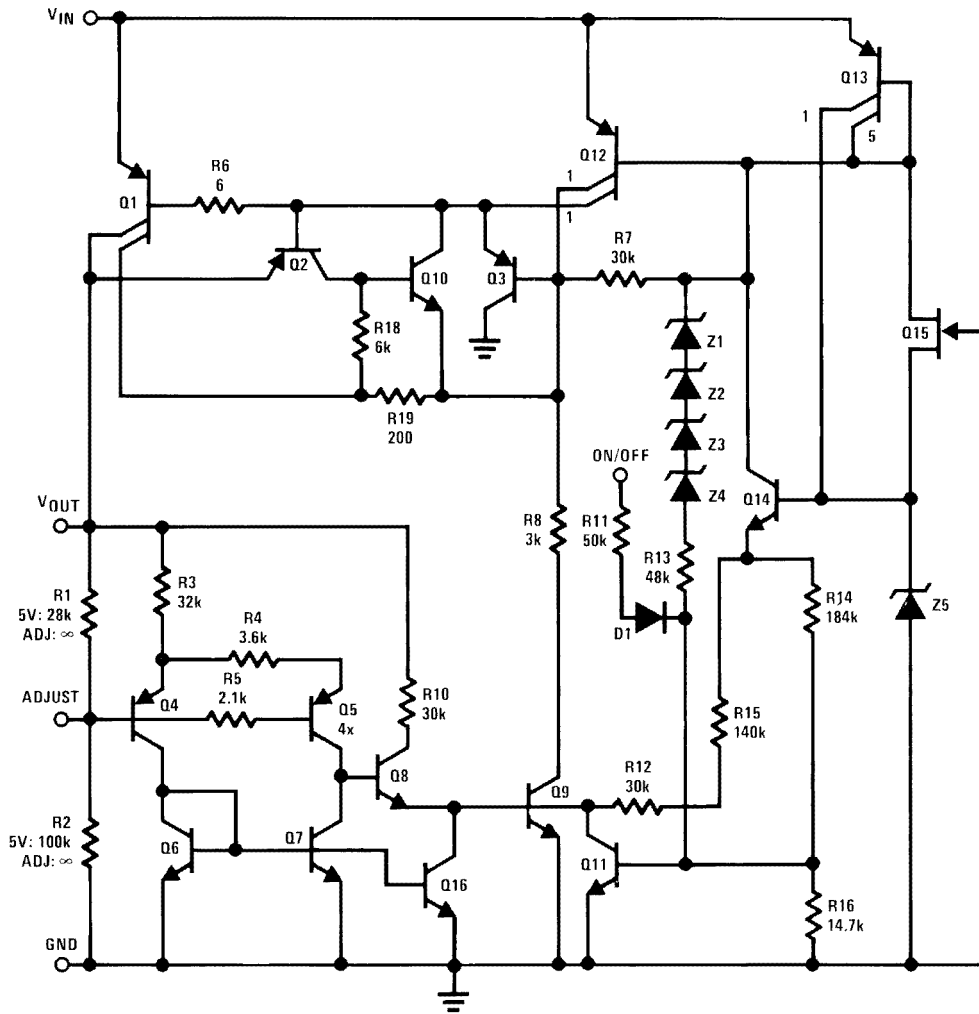 VIN
Q13
1
5
Q12
1
1
R6
6
Q1
Q2
Q10
Q3
R7
30k
R18
6k
R19
200
Z1
Z2
Z3
Z4
Q15
ON/OFF
Q14
VOUT
R8
3k
R11
50k
R13
48k
R3
32k
R1
5V: 28k
ADJ: ∞
R4
3.6k
D1
R14
184k
Z5
R5
2.1k
ADJUST
Q4
Q5
4x
R10
30k
R15
140k
Q8
Q9
R12
30k
R2
5V: 100k
ADJ: ∞
Q6
Q7
Q16
Q11
R16
14.7k
GND